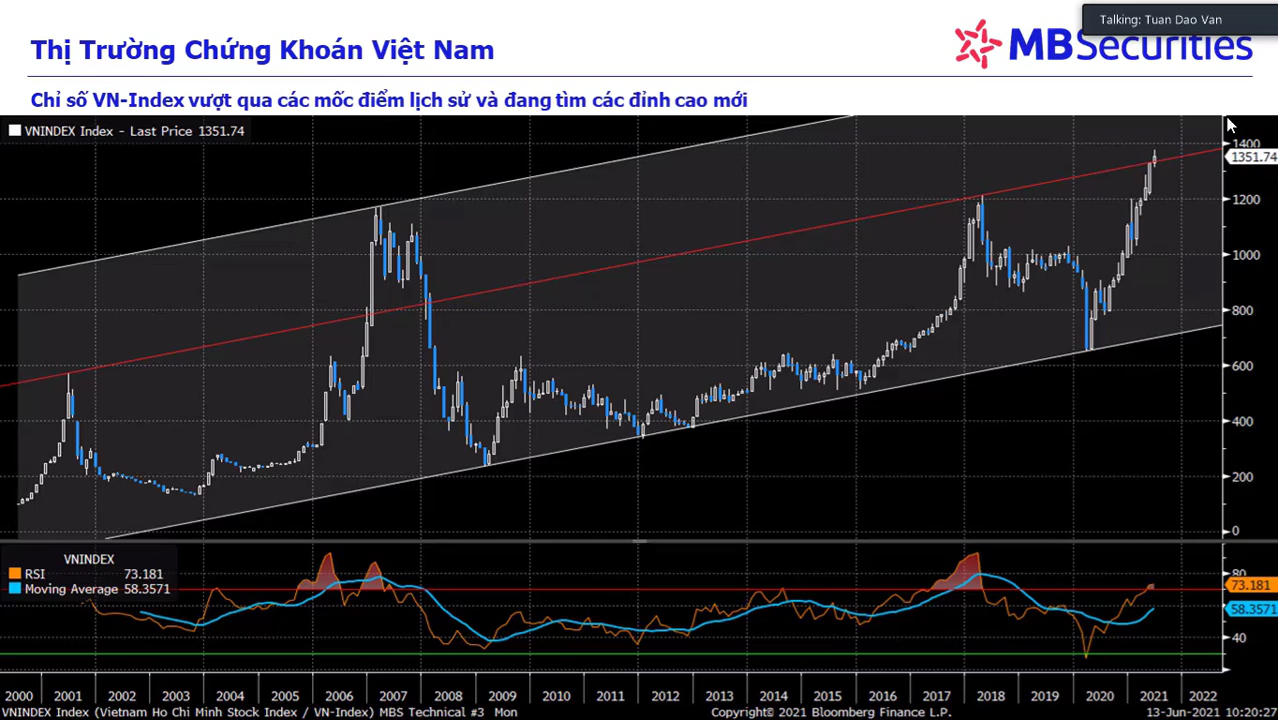 Talking: Tuan Dao Van
Thị Trường Chứng Khoán Việt Nam
MBSecurities
Chỉ số VN-Index vượt qua các mốc điểm lịch sử và đang tìm các đỉnh cao mới
VNINDEX Index - Last Price 1351.74
1400
1351.74
1200
1000
800
600
400
200
0
VNINDEX
RSI 73.181
Moving Average 58.3571
80
73.181
58.3571
40
2000 2001 2002 2003 2004 2005 2006 2007 2008 2009 2010 2011 2012 2013 2014 2015 2016 2017 2018 2019 2020 2021 2022
VNINDEX Index (Vietnam Ho Chi Minh Stock Index / VN-Index) MBS Technical #3 Mon Copyright© 2021 Bloomberg Finance L.P. 13-Jun-2021 10:20:27